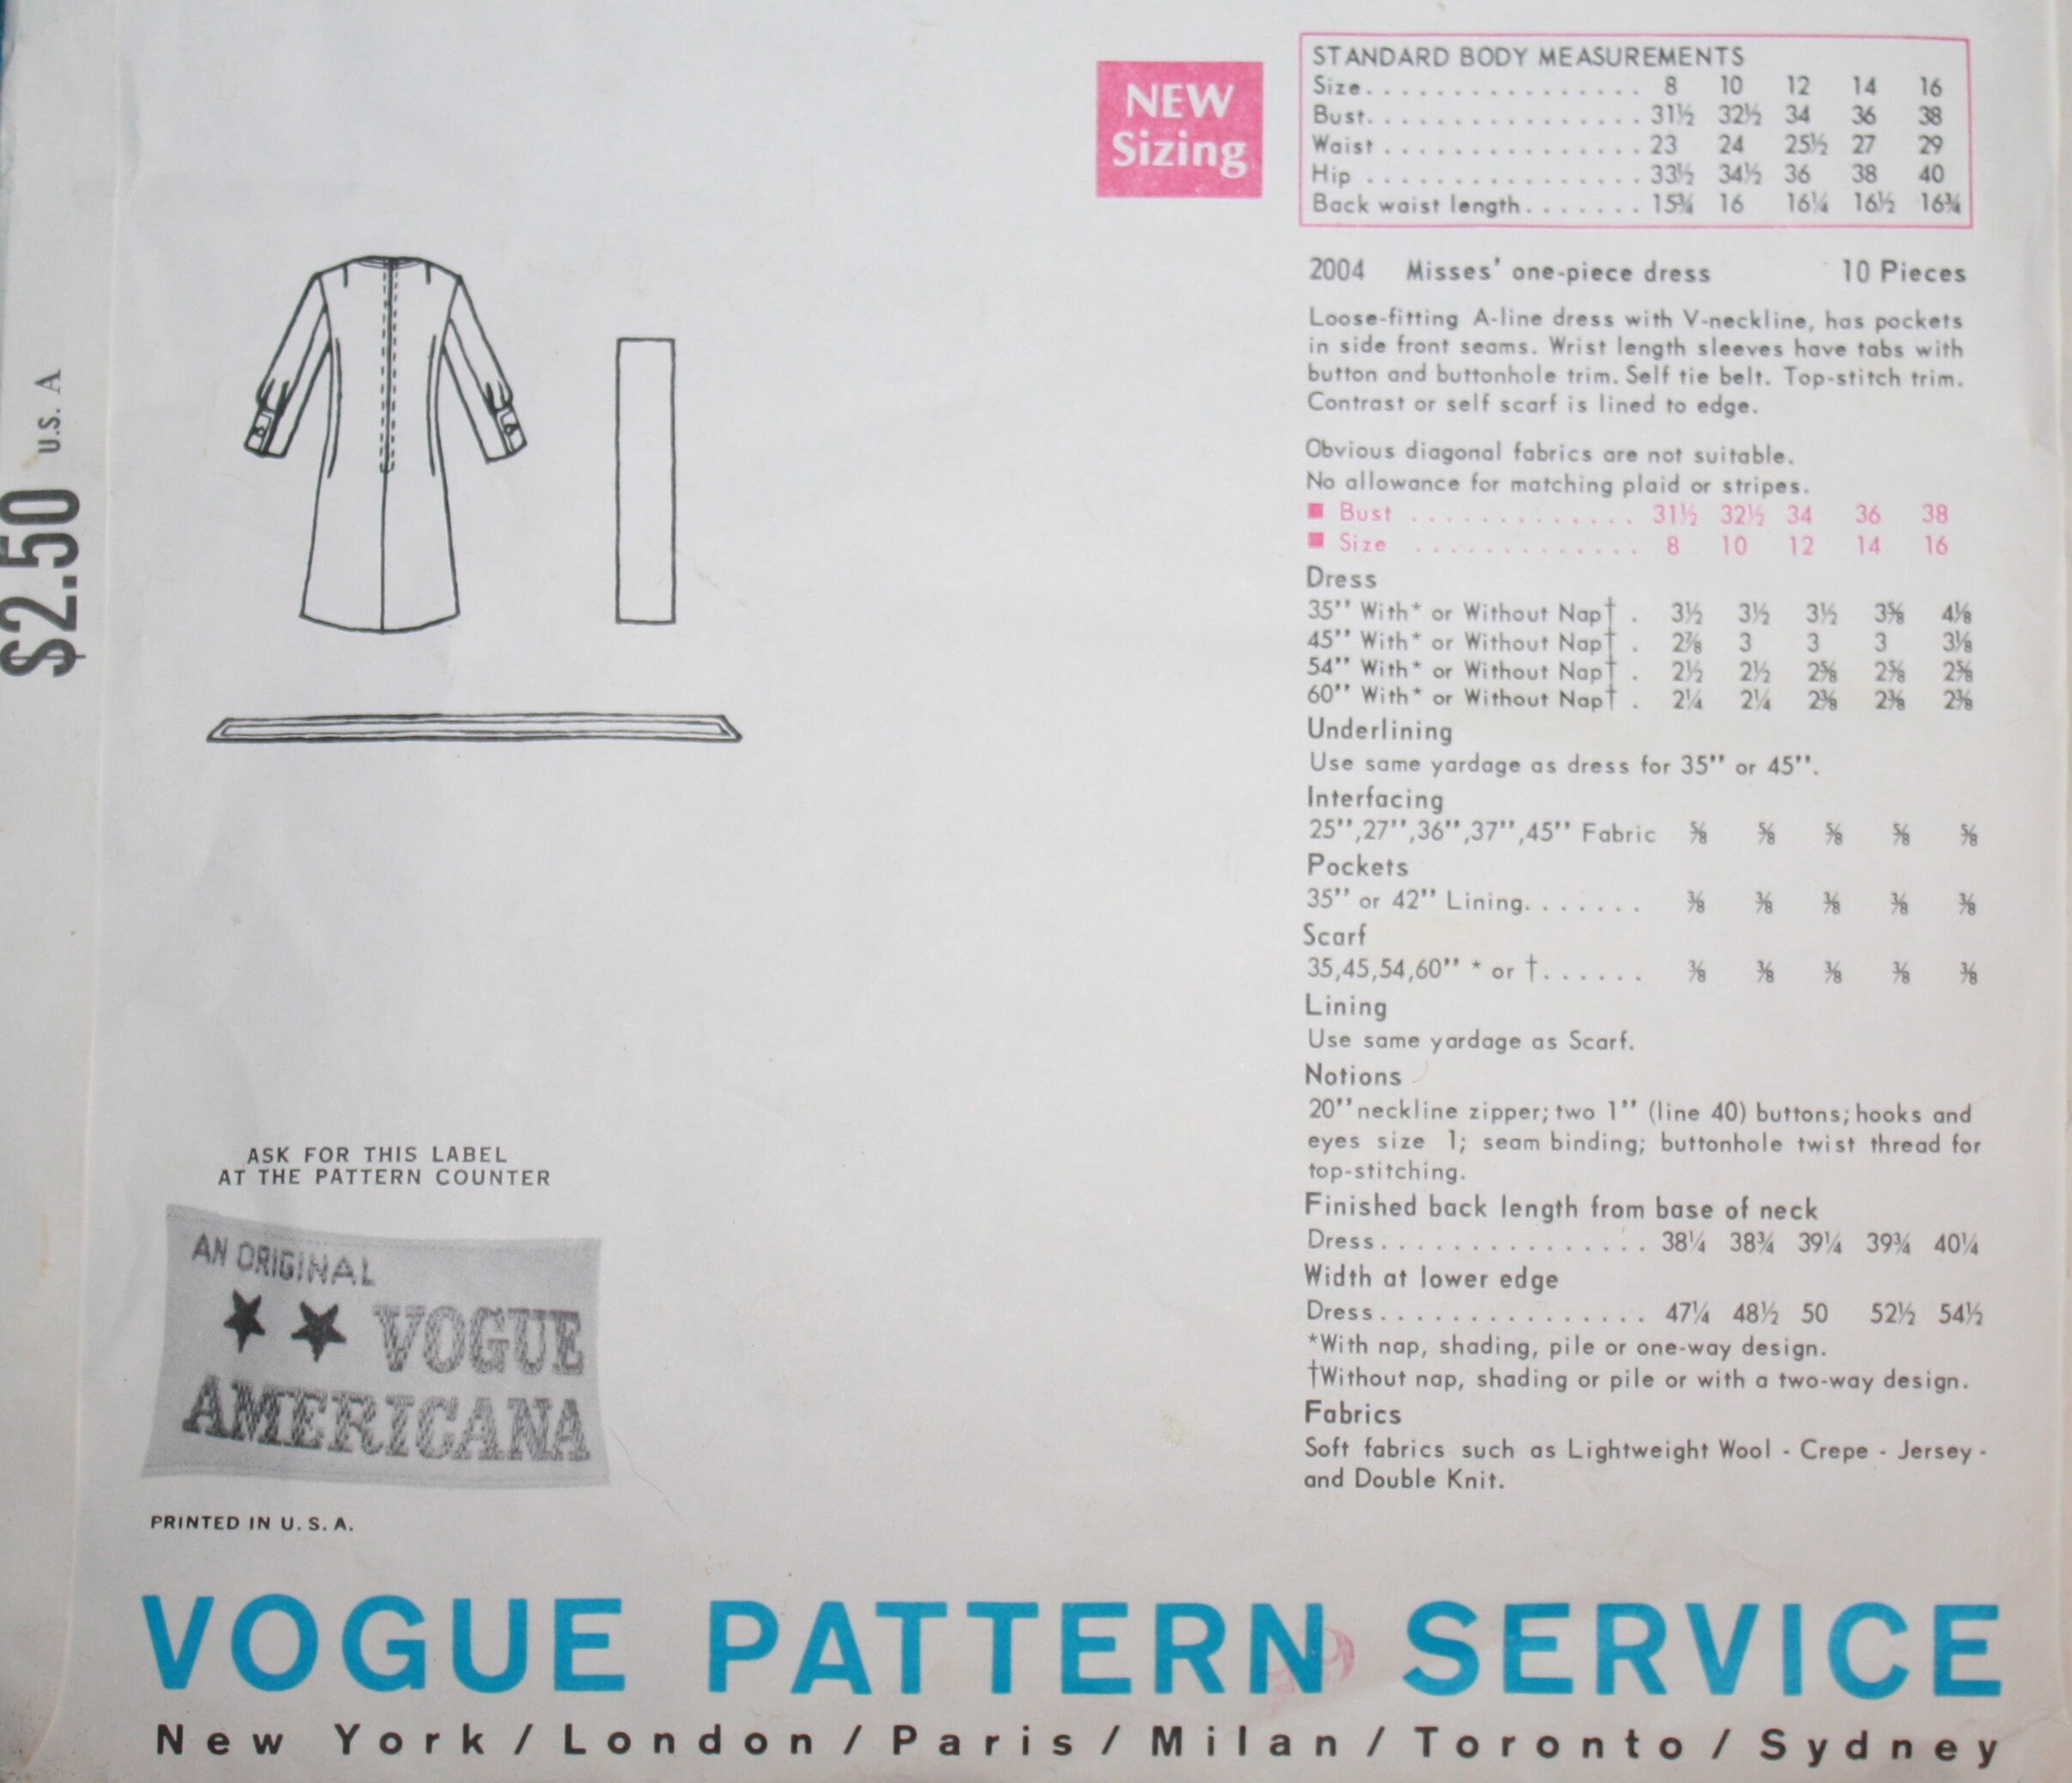 $2.50 U.S. A
NEW
Sizing
STANDARD BODY MEASUREMENTS
Size. . . . . . . . . . . . . . . . . 8 10 12 14 16
Bust. . . . . . . . . . . . . . . . . 31½ 32½ 34 36 38
Waist . . . . . . . . . . . . . . . . 23 24 25½ 27 29
Hip . . . . . . . . . . . . . . . . . 33½ 34½ 36 38 40
Back waist length. . . . . . . 15¾ 16 16¼ 16½ 16¾
2004 Misses' one-piece dress 10 Pieces
Loose-fitting A-line dress with V-neckline, has pockets
in side front seams. Wrist length sleeves have tabs with
button and buttonhole trim. Self tie belt. Top-stitch trim.
Contrast or self scarf is lined to edge.
Obvious diagonal fabrics are not suitable.
No allowance for matching plaid or stripes.
■ Bust . . . . . . . . . . . . . 31½ 32½ 34 36 38
■ Size . . . . . . . . . . . . . 8 10 12 14 16
Dress
35'' With* or Without Nap† . 3½ 3½ 3½ 3⅝ 4⅛
45'' With* or Without Nap† . 2⅞ 3 3 3 3⅛
54'' With* or Without Nap† . 2½ 2½ 2⅝ 2⅝ 2⅝
60'' With* or Without Nap† . 2¼ 2¼ 2⅜ 2⅜ 2⅜
Underlining
Use same yardage as dress for 35'' or 45''.
Interfacing
25'',27'',36'',37'',45'' Fabric ⅝ ⅝ ⅝ ⅝ ⅝
Pockets
35'' or 42'' Lining. . . . . . . ⅜ ⅜ ⅜ ⅜ ⅜
Scarf
35,45,54,60'' * or †. . . . . . ⅜ ⅜ ⅜ ⅜ ⅜
Lining
Use same yardage as Scarf.
Notions
20'' neckline zipper; two 1'' (line 40) buttons; hooks and
eyes size 1; seam binding; buttonhole twist thread for
top-stitching.
Finished back length from base of neck
Dress. . . . . . . . . . . . . . . 38¼ 38¾ 39¼ 39¾ 40¼
Width at lower edge
Dress. . . . . . . . . . . . . . . 47¼ 48½ 50 52½ 54½
*With nap, shading, pile or one-way design.
†Without nap, shading or pile or with a two-way design.
Fabrics
Soft fabrics such as Lightweight Wool - Crepe - Jersey -
and Double Knit.
ASK FOR THIS LABEL
AT THE PATTERN COUNTER
AN ORIGINAL
★ ★ VOGUE
AMERICANA
PRINTED IN U. S. A.
VOGUE PATTERN SERVICE
New York / London / Paris / Milan / Toronto / Sydney